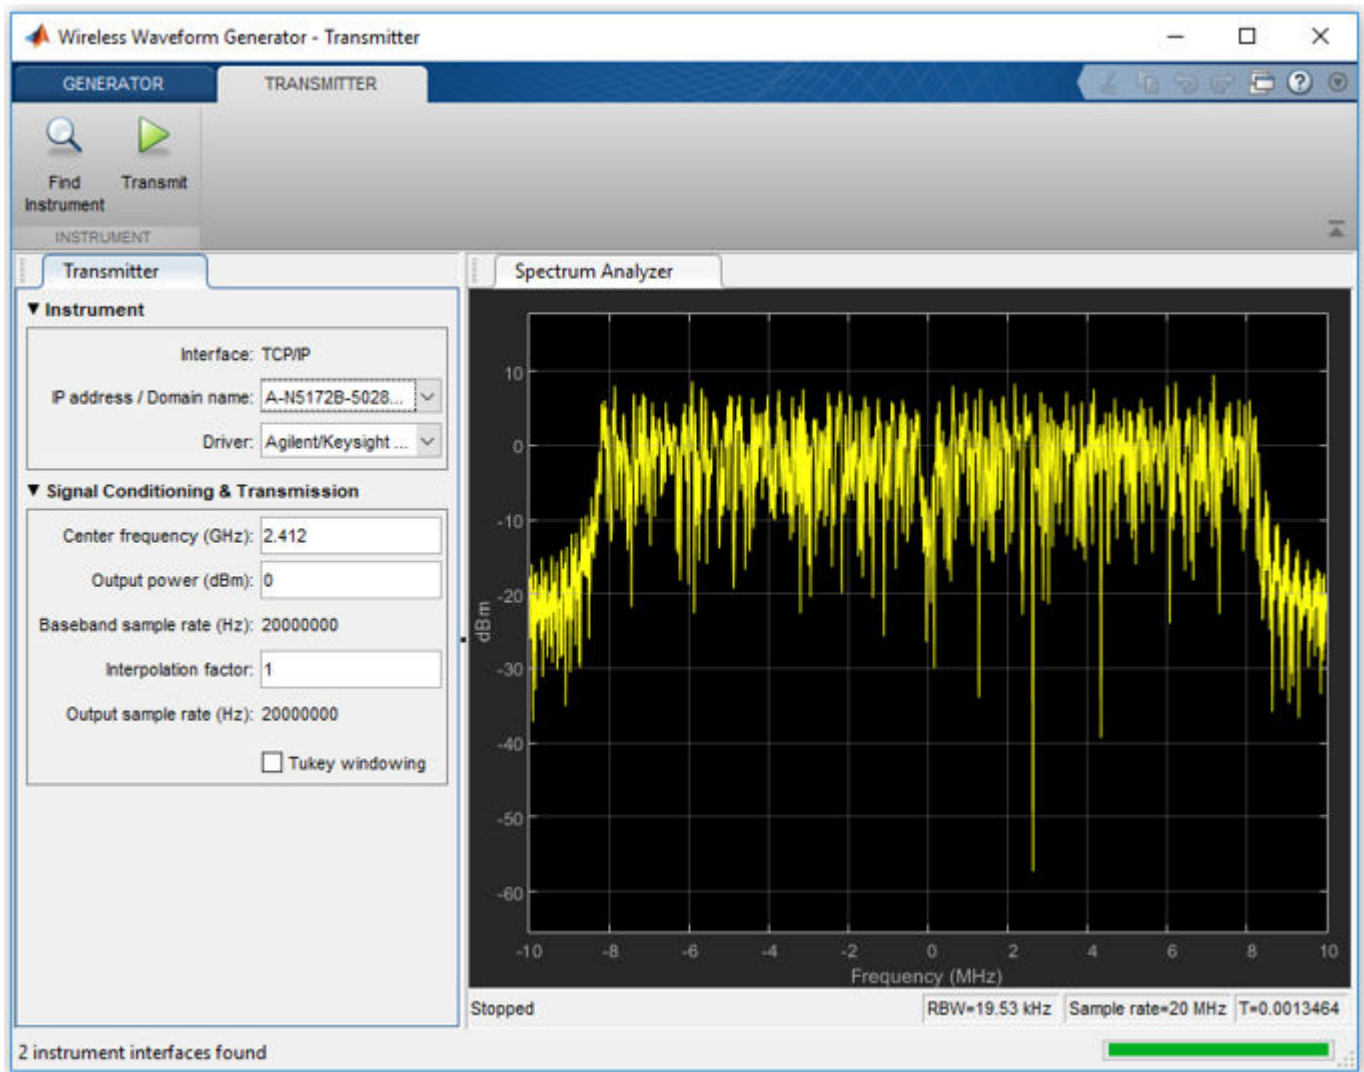 Wireless Waveform Generator - Transmitter
GENERATOR
TRANSMITTER
Find
Instrument
Transmit
INSTRUMENT
Transmitter
Instrument
Interface: TCP/IP
IP address / Domain name: A-N5172B-5028...
Driver: Agilent/Keysight ...
Signal Conditioning & Transmission
Center frequency (GHz): 2.412
Output power (dBm): 0
Baseband sample rate (Hz): 20000000
Interpolation factor: 1
Output sample rate (Hz): 20000000
Tukey windowing
Spectrum Analyzer
10
0
-10
-20
-30
-40
-50
-60
dBm
-10 -8 -6 -4 -2 0 2 4 6 8 10
Frequency (MHz)
Stopped
RBW=19.53 kHz Sample rate=20 MHz T=0.0013464
2 instrument interfaces found